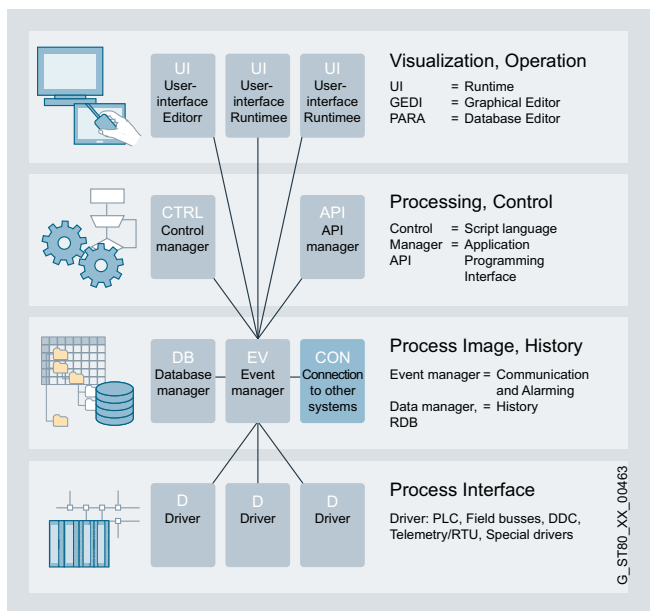 UI
User-
interface
Editorr
UI
User-
interface
Runtimee
UI
User-
interface
Runtimee
Visualization, Operation
UI = Runtime
GEDI = Graphical Editor
PARA = Database Editor
CTRL
Control
manager
API
API
manager
Processing, Control
Control = Script language
Manager = Application
API Programming
Interface
DB
Database
manager
EV
Event
manager
CON
Connection
to other
systems
Process Image, History
Event manager = Communication
and Alarming
Data manager, = History
RDB
D
Driver
D
Driver
D
Driver
Process Interface
Driver: PLC, Field busses, DDC,
Telemetry/RTU, Special drivers
G_ST80_XX_00463